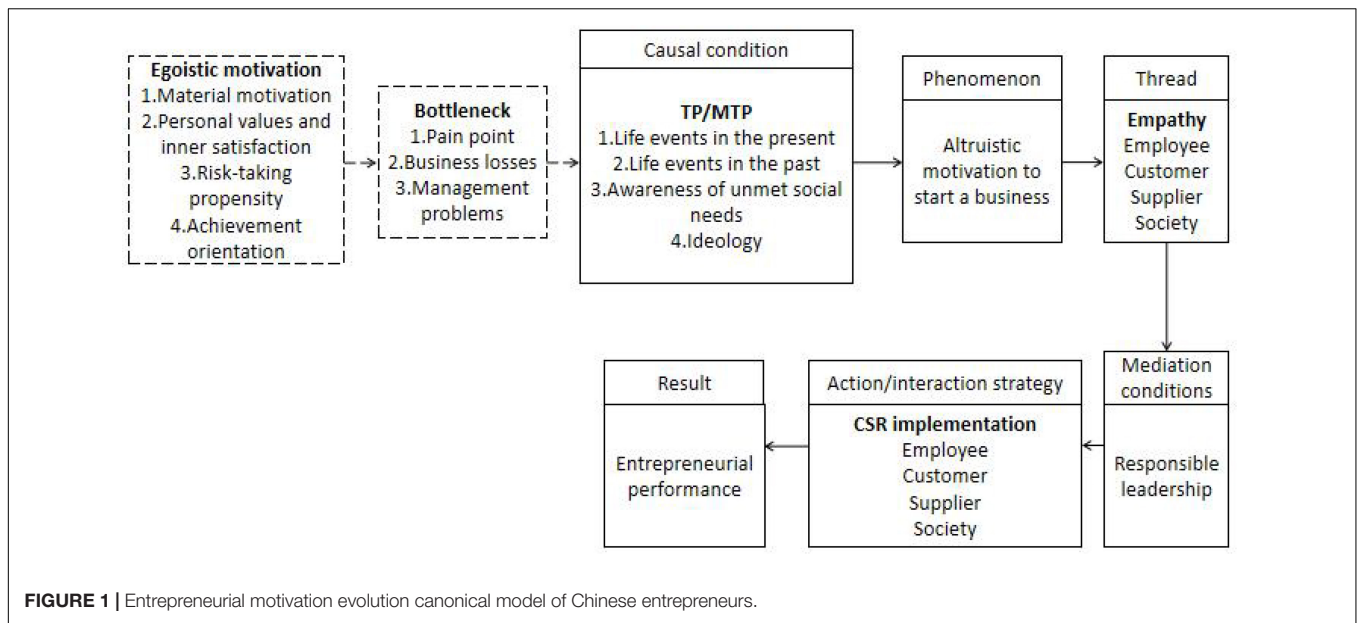 Egoistic motivation
1.Material motivation
2.Personal values and
inner satisfaction
3.Risk-taking
propensity
4.Achievement
orientation
Bottleneck
1.Pain point
2.Business losses
3.Management
problems
Causal condition
TP/MTP
1.Life events in the present
2.Life events in the past
3.Awareness of unmet social
needs
4.Ideology
Phenomenon
Altruistic
motivation to
start a business
Thread
Empathy
Employee
Customer
Supplier
Society
Mediation
conditions
Responsible
leadership
Action/interaction strategy
CSR implementation
Employee
Customer
Supplier
Society
Result
Entrepreneurial
performance
FIGURE 1 | Entrepreneurial motivation evolution canonical model of Chinese entrepreneurs.